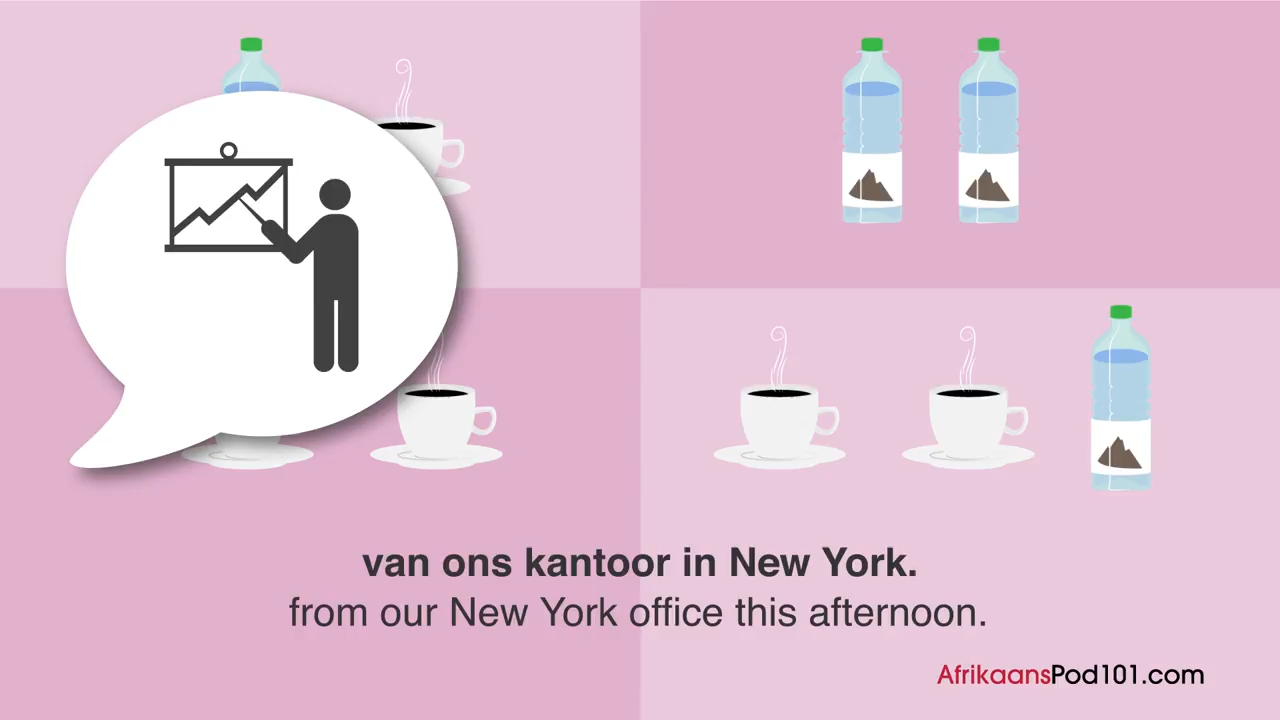 van ons kantoor in New York.
from our New York office this afternoon.
AfrikaansPod101.com